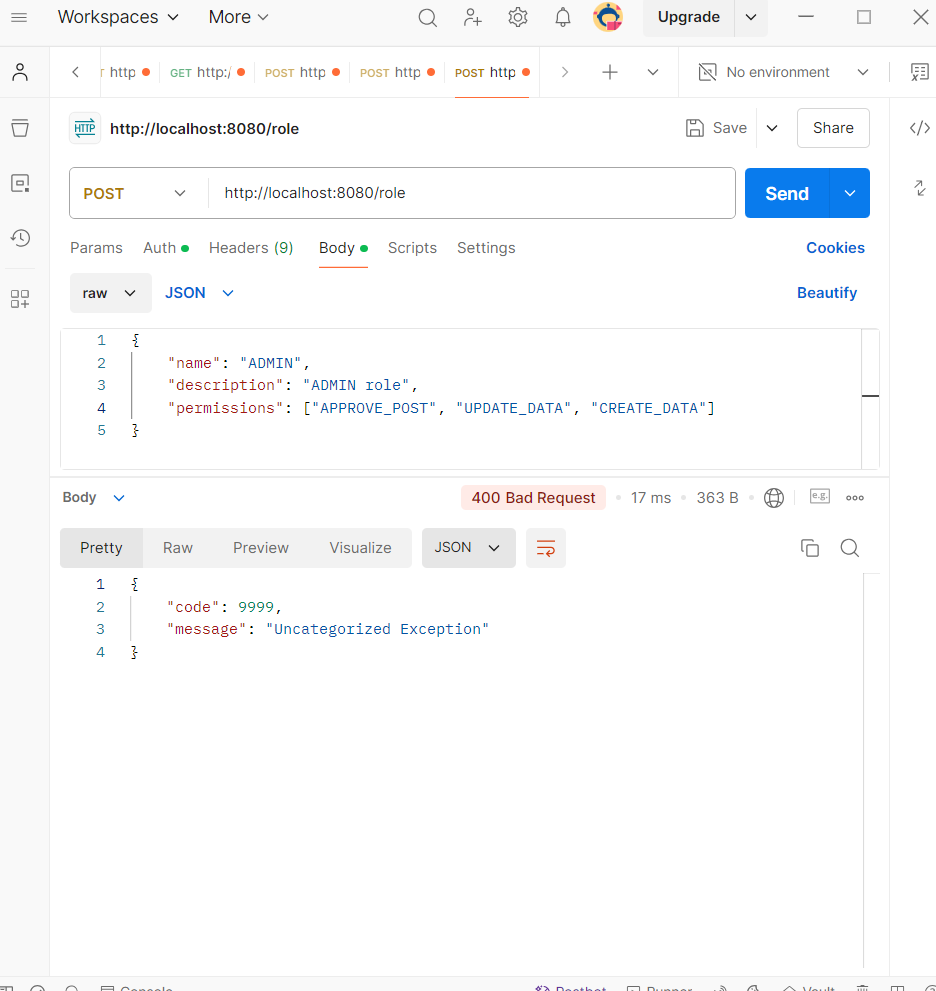 Workspaces More Upgrade
T http GET http:/ POST http POST http POST http No environment
HTTP http://localhost:8080/role Save Share
POST http://localhost:8080/role Send
Params Auth Headers (9) Body Scripts Settings Cookies
raw JSON Beautify
1 {
2 "name": "ADMIN",
3 "description": "ADMIN role",
4 "permissions": ["APPROVE_POST", "UPDATE_DATA", "CREATE_DATA"]
5 }
Body 400 Bad Request 17 ms 363 B e.g.
Pretty Raw Preview Visualize JSON
1 {
2 "code": 9999,
3 "message": "Uncategorized Exception"
4 }
Console Postbot Runner Vault